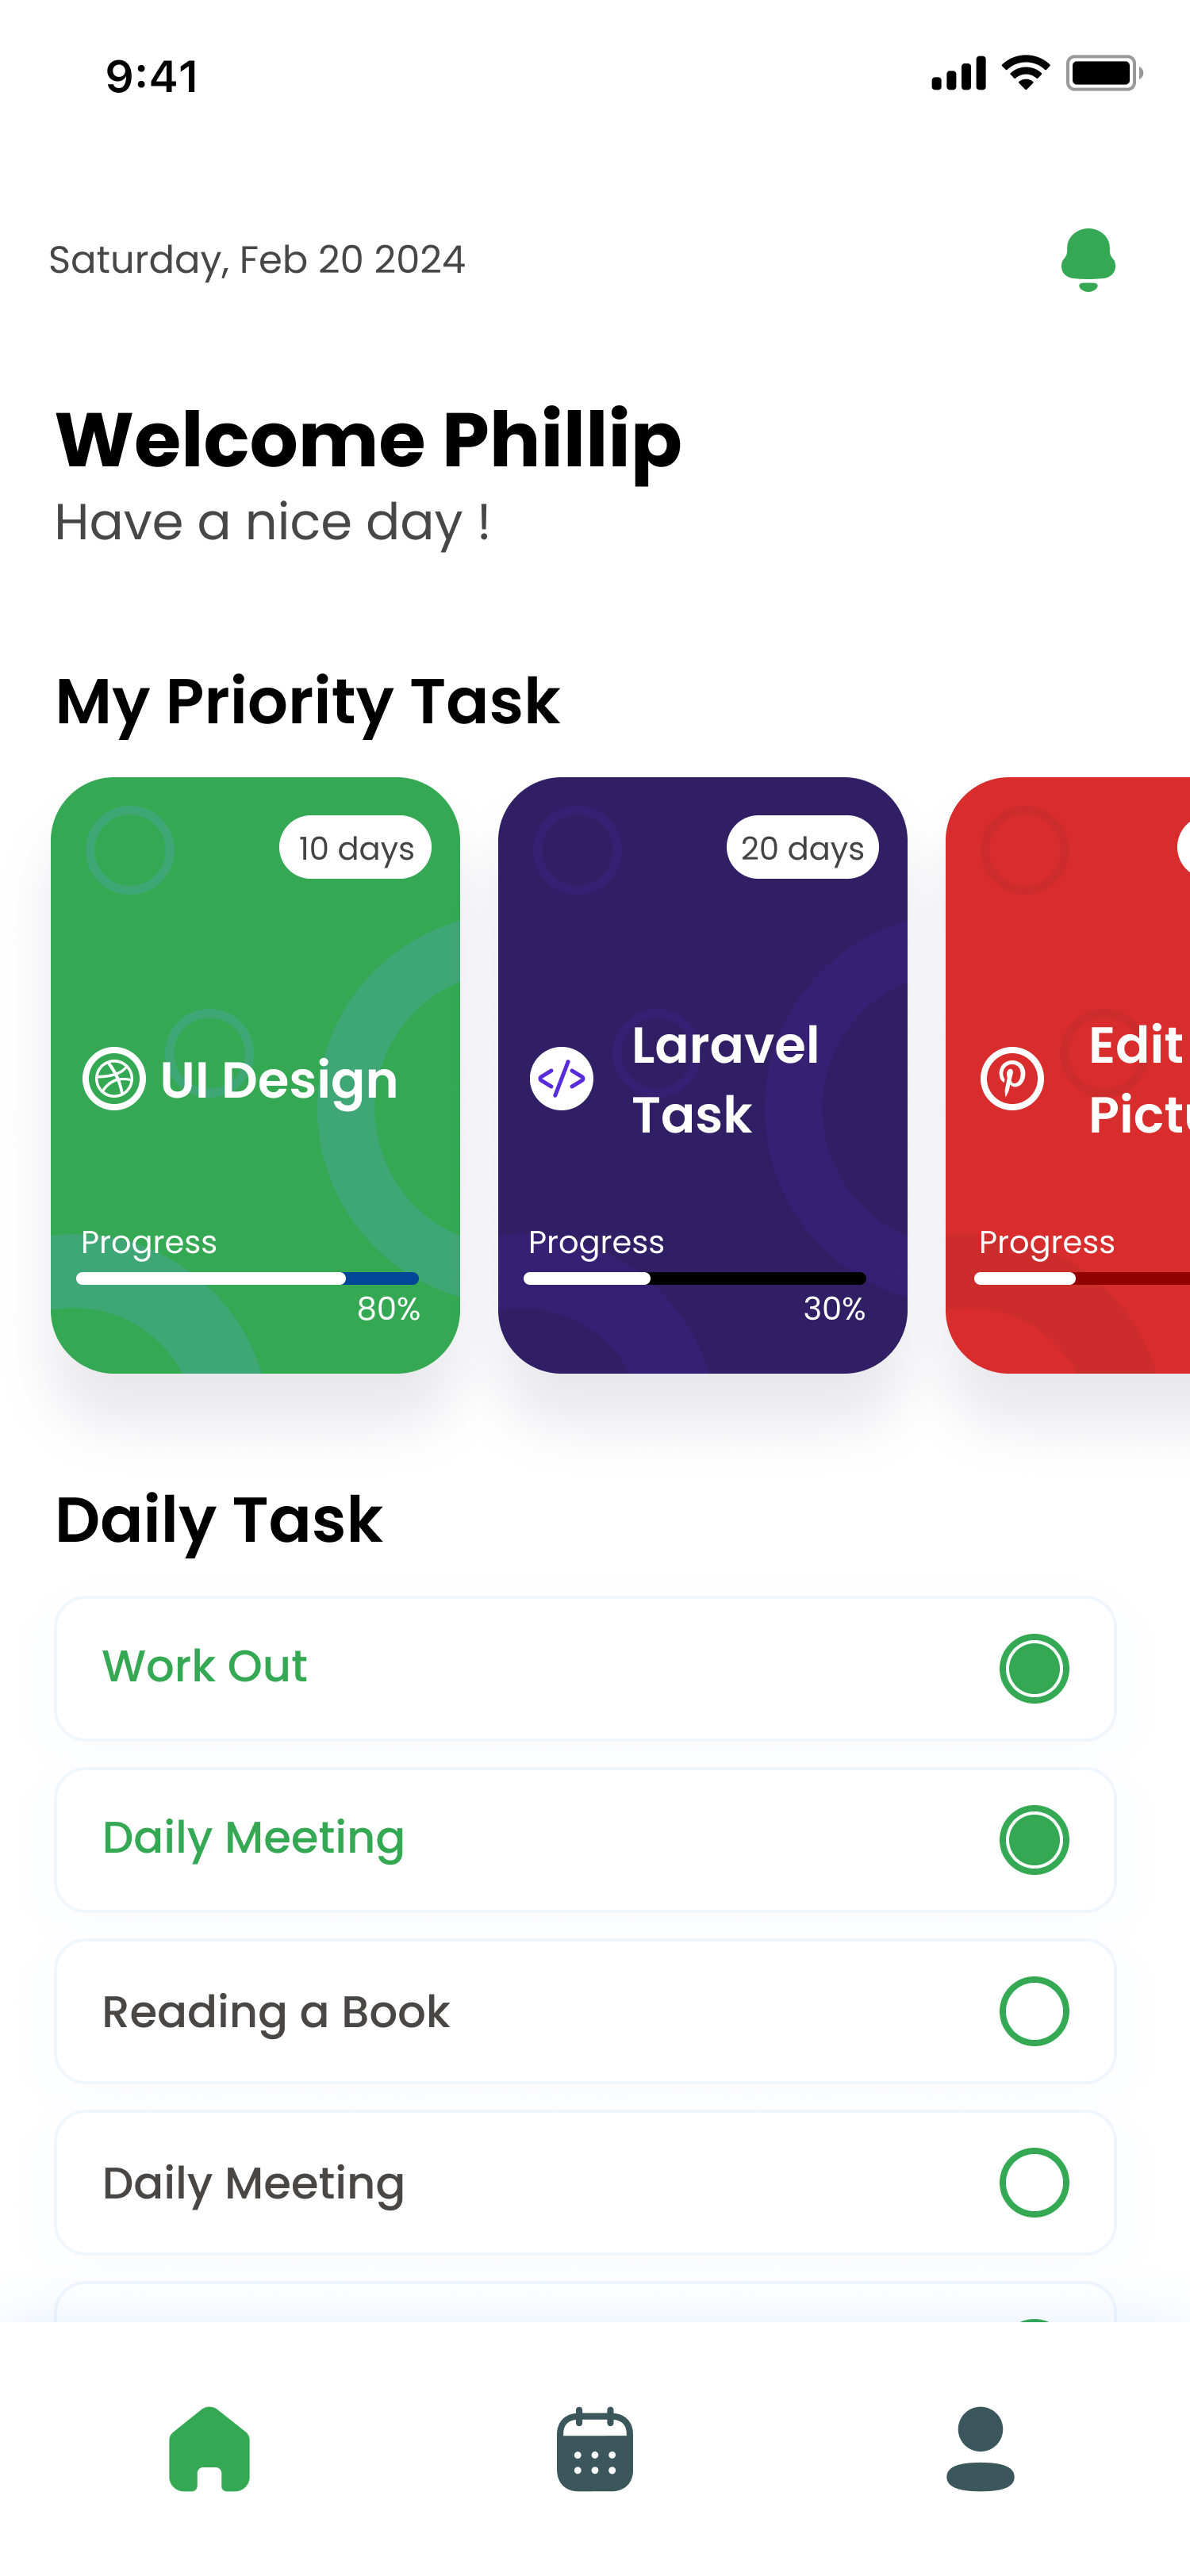 9:41
Saturday, Feb 20 2024
Welcome Phillip
Have a nice day !
My Priority Task
10 days
UI Design
Progress
80%
20 days
</>
Laravel
Task
Progress
30%
Edit
Progress
Daily Task
Work Out
Daily Meeting
Reading a Book
Daily Meeting